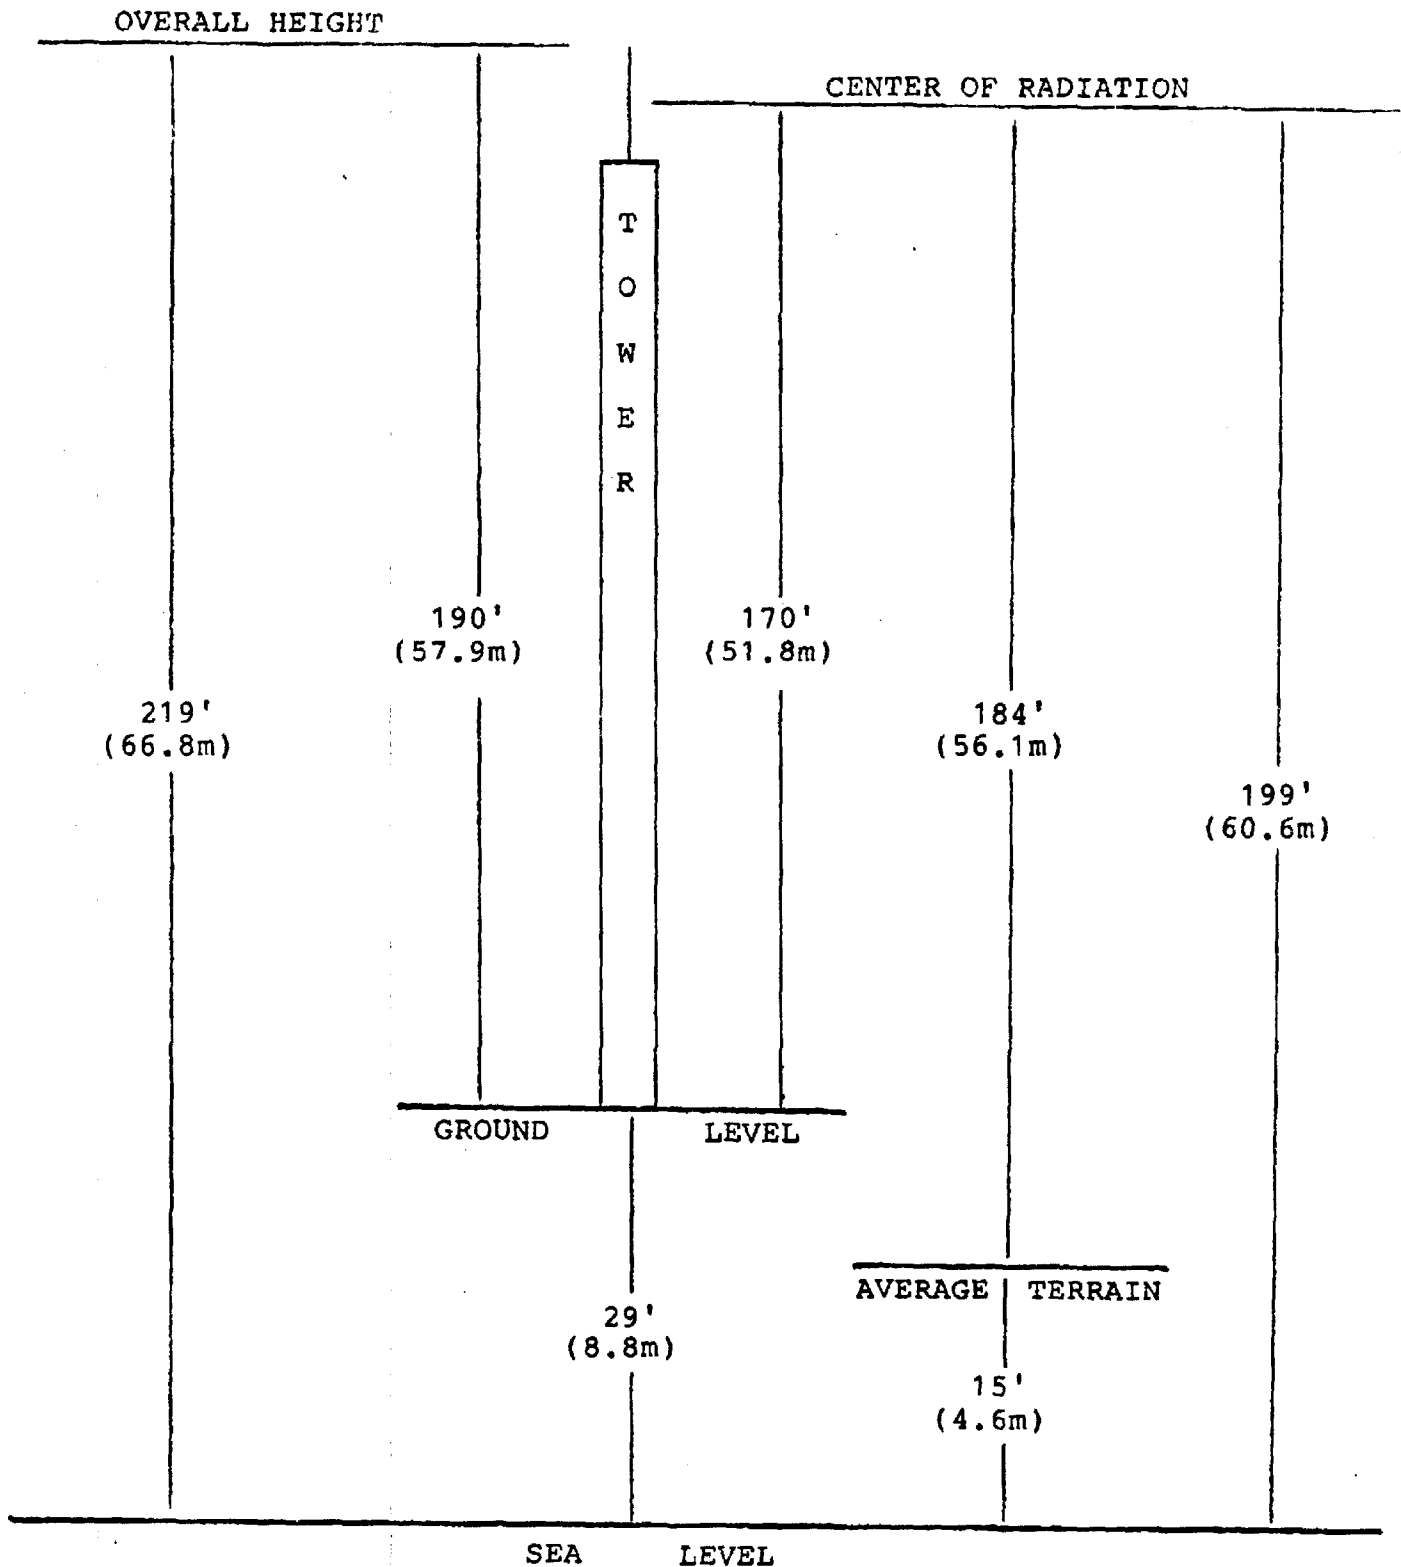 OVERALL HEIGHT
CENTER OF RADIATION
T
O
W
E
R
190'
(57.9m)
170'
(51.8m)
219'
(66.8m)
184'
(56.1m)
199'
(60.6m)
GROUND LEVEL
AVERAGE TERRAIN
29'
(8.8m)
15'
(4.6m)
SEA LEVEL